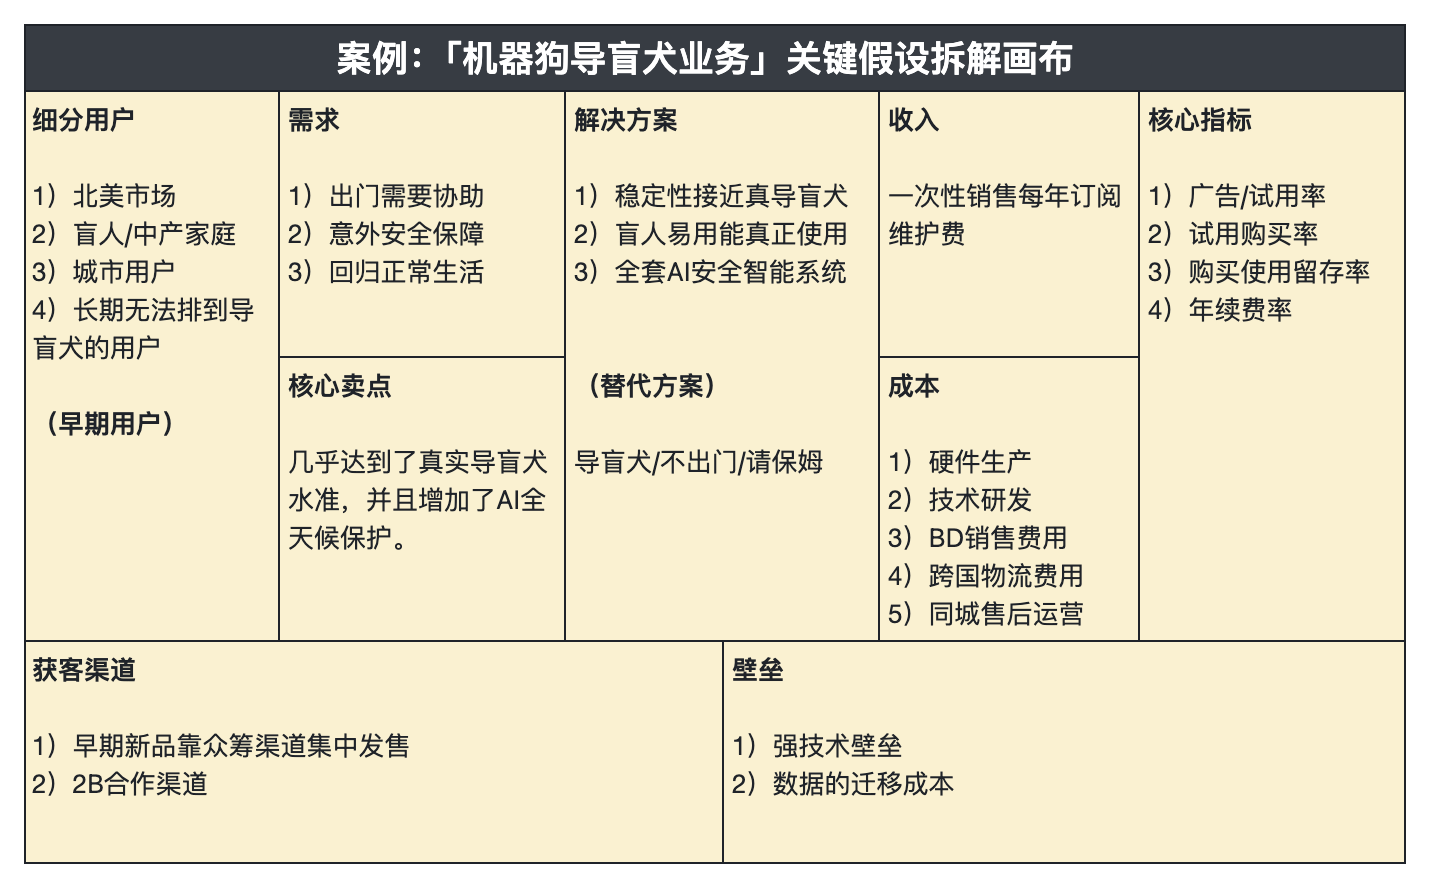 案例：「机器狗导盲犬业务」关键假设拆解画布
细分用户
1）北美市场
2）盲人/中产家庭
3）城市用户
4）长期无法排到导
盲犬的用户
（早期用户）
需求
1）出门需要协助
2）意外安全保障
3）回归正常生活
核心卖点
几乎达到了真实导盲犬
水准，并且增加了AI全
天候保护。
解决方案
1）稳定性接近真导盲犬
2）盲人易用能真正使用
3）全套AI安全智能系统
（替代方案）
导盲犬/不出门/请保姆
收入
一次性销售每年订阅
维护费
成本
1）硬件生产
2）技术研发
3）BD销售费用
4）跨国物流费用
5）同城售后运营
核心指标
1）广告/试用率
2）试用购买率
3）购买使用留存率
4）年续费率
获客渠道
1）早期新品靠众筹渠道集中发售
2）2B合作渠道
壁垒
1）强技术壁垒
2）数据的迁移成本